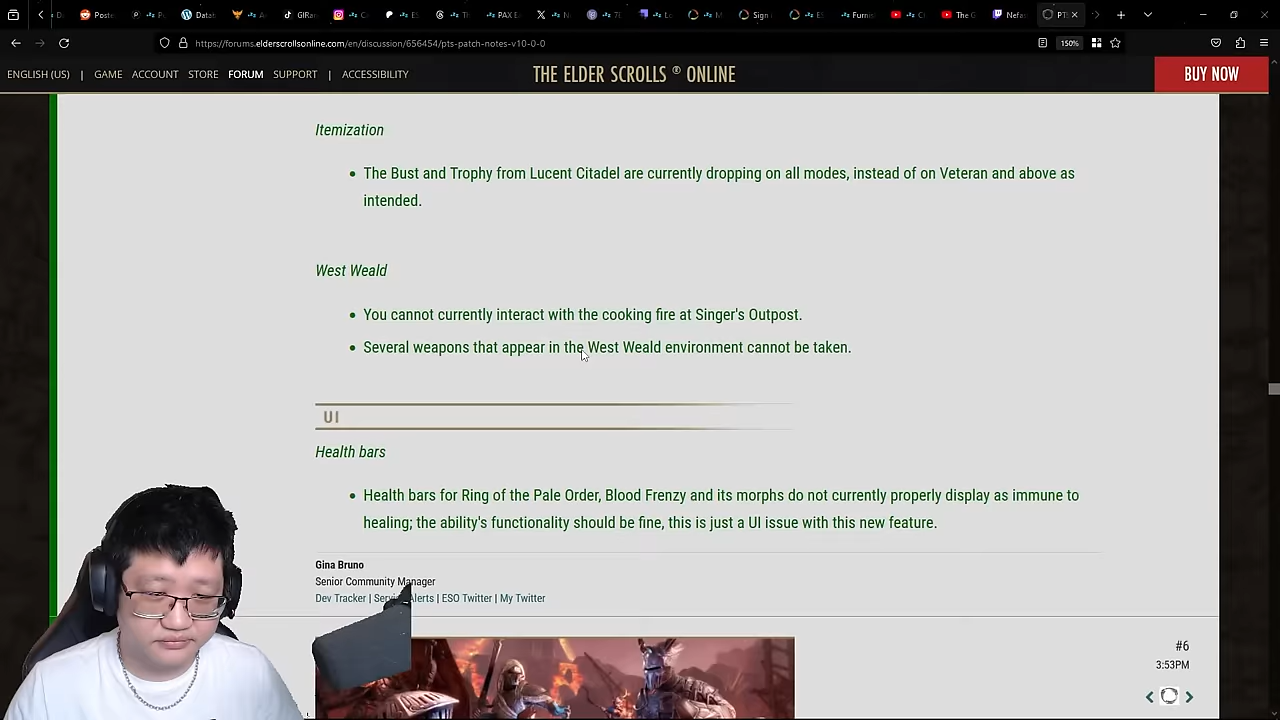 https://forums.elderscrollsonline.com/en/discussion/656454/pts-patch-notes-v10-0-0
150%
ENGLISH (US) | GAME ACCOUNT STORE FORUM SUPPORT | ACCESSIBILITY
THE ELDER SCROLLS ® ONLINE
BUY NOW
Itemization
• The Bust and Trophy from Lucent Citadel are currently dropping on all modes, instead of on Veteran and above as
intended.
West Weald
• You cannot currently interact with the cooking fire at Singer's Outpost.
• Several weapons that appear in the West Weald environment cannot be taken.
UI
Health bars
• Health bars for Ring of the Pale Order, Blood Frenzy and its morphs do not currently properly display as immune to
healing; the ability's functionality should be fine, this is just a UI issue with this new feature.
Gina Bruno
Senior Community Manager
Dev Tracker | Alerts | ESO Twitter | My Twitter
#6
3:53PM